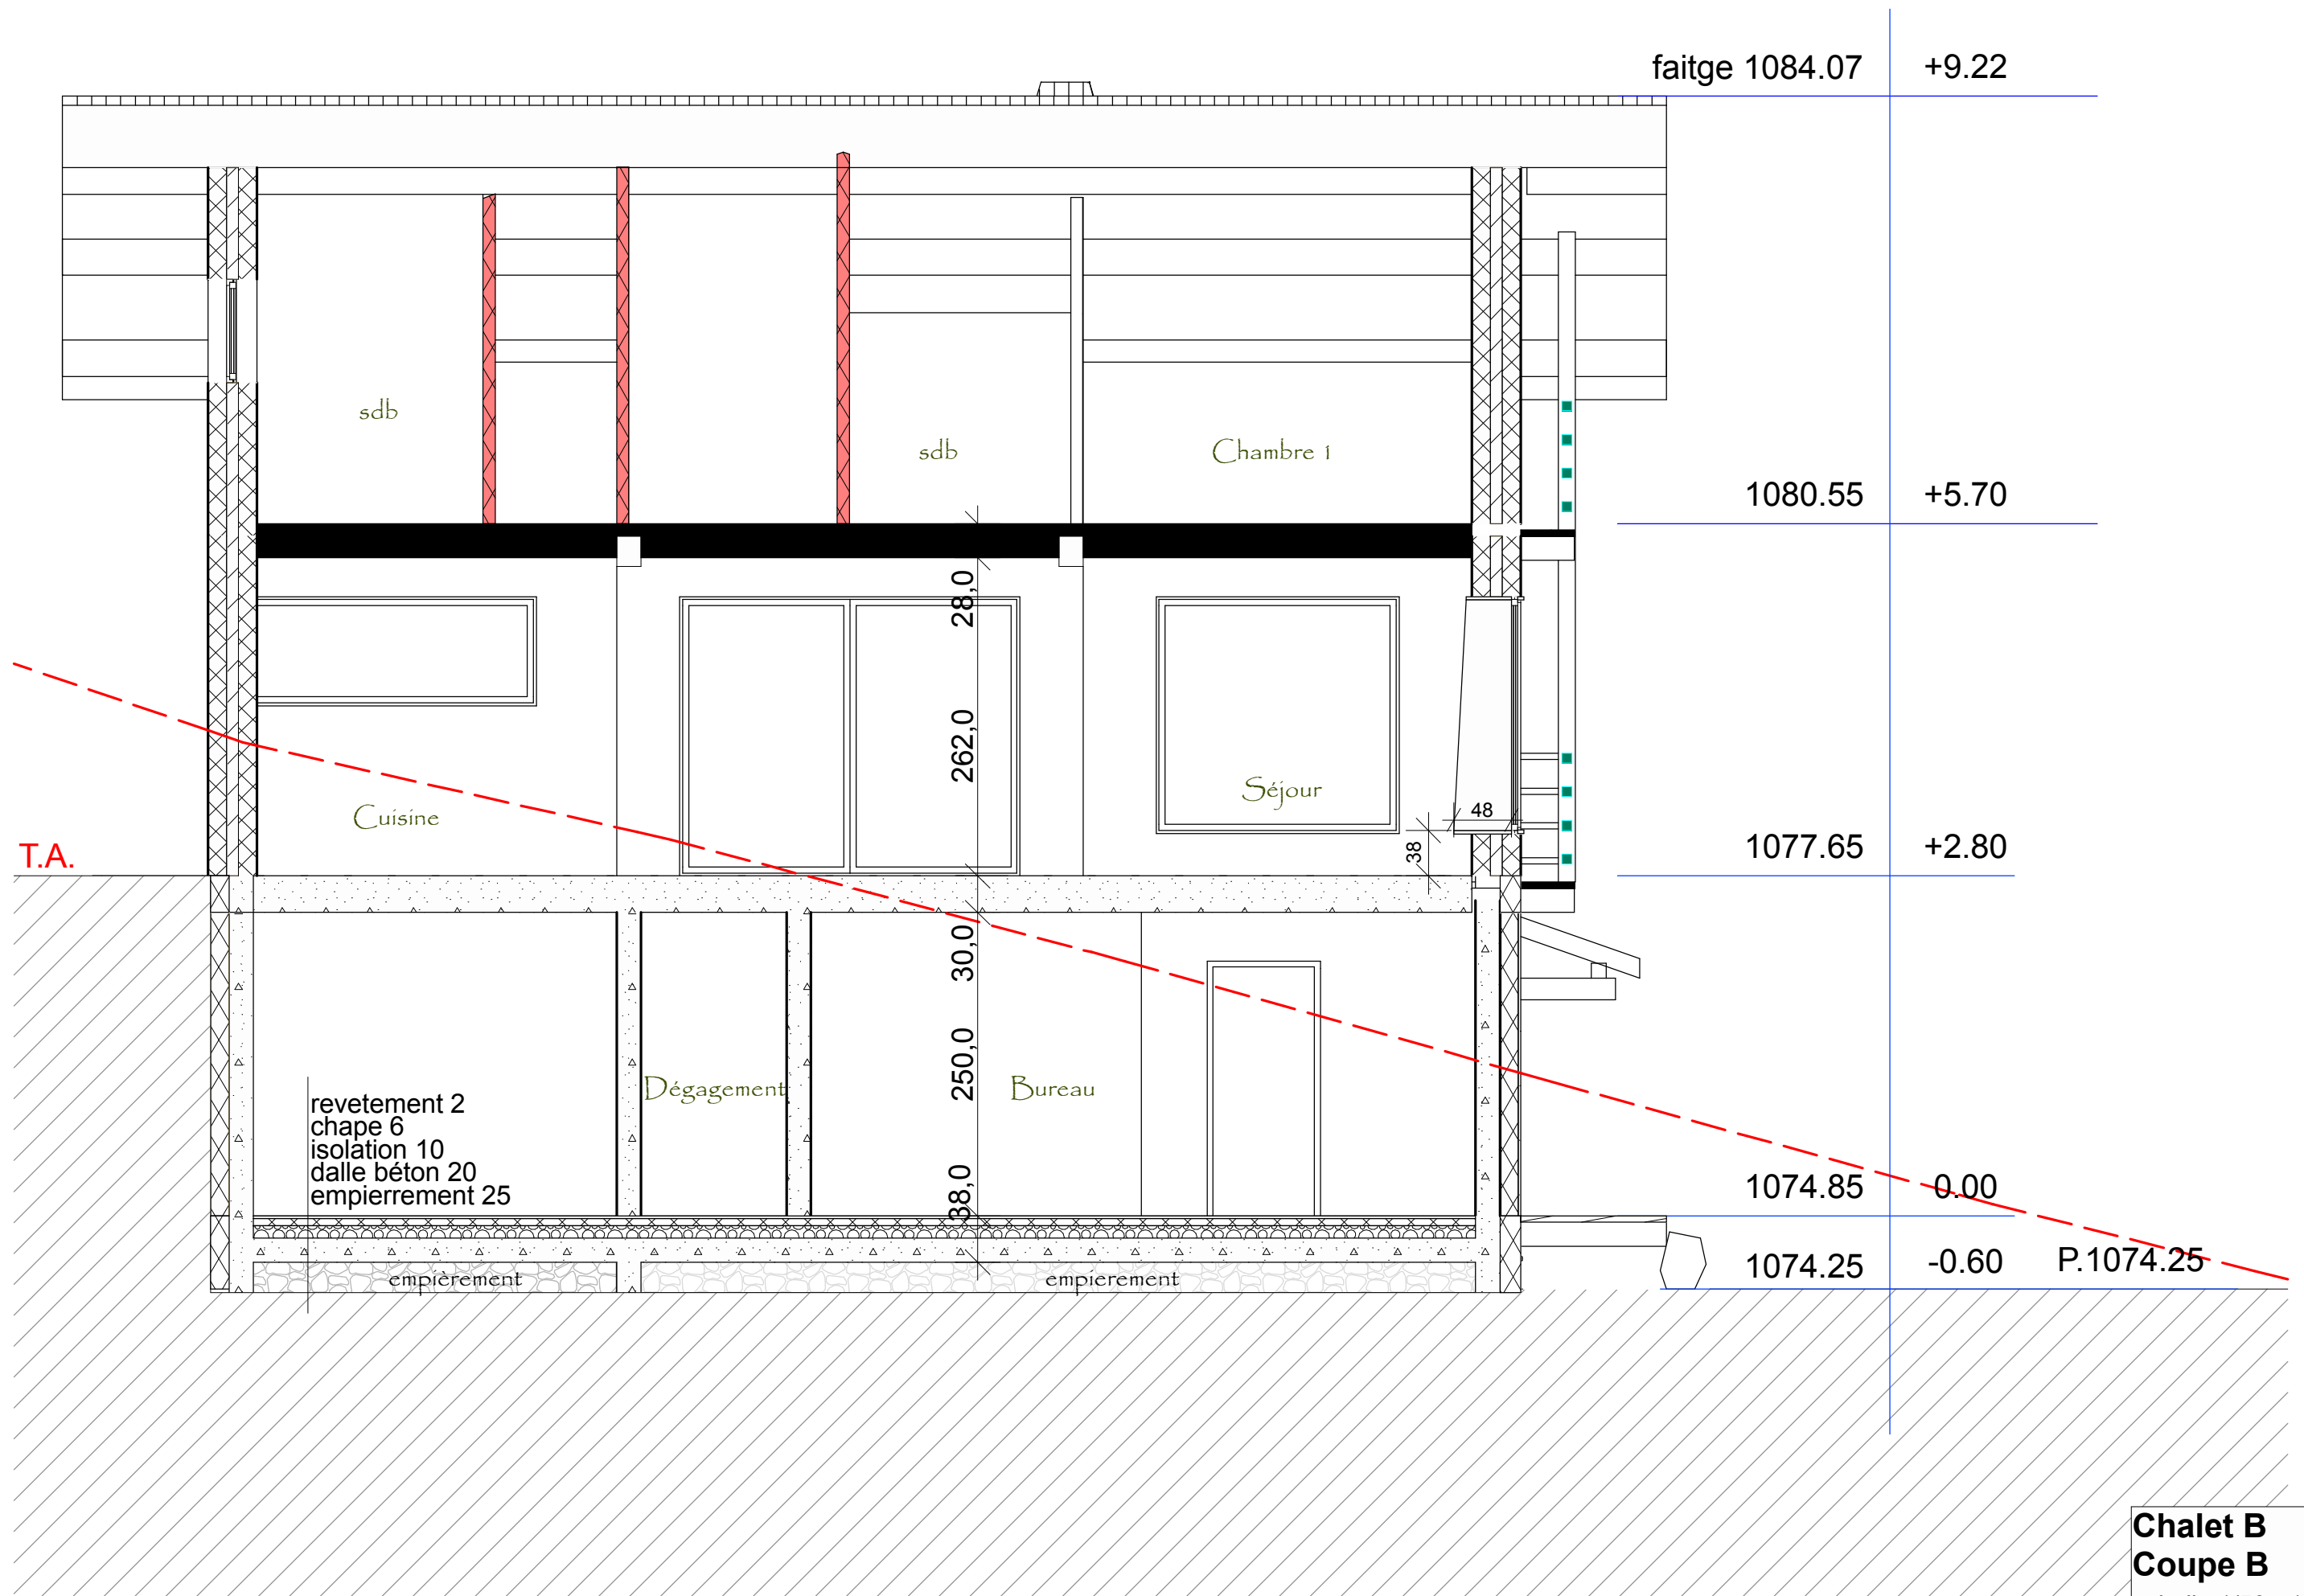 faitge 1084.07 +9.22
sdb
sdb
Chambre 1
1080.55 +5.70
28,0
262,0
Séjour
Cuisine
48
38
T.A.
1077.65 +2.80
30,0
250,0
Dégagement
Bureau
revetement 2
chape 6
isolation 10
dalle béton 20
empierrement 25
38,0
1074.85 0.00
1074.25 -0.60 P.1074.25
empièrement
empierement
Chalet B
Coupe B